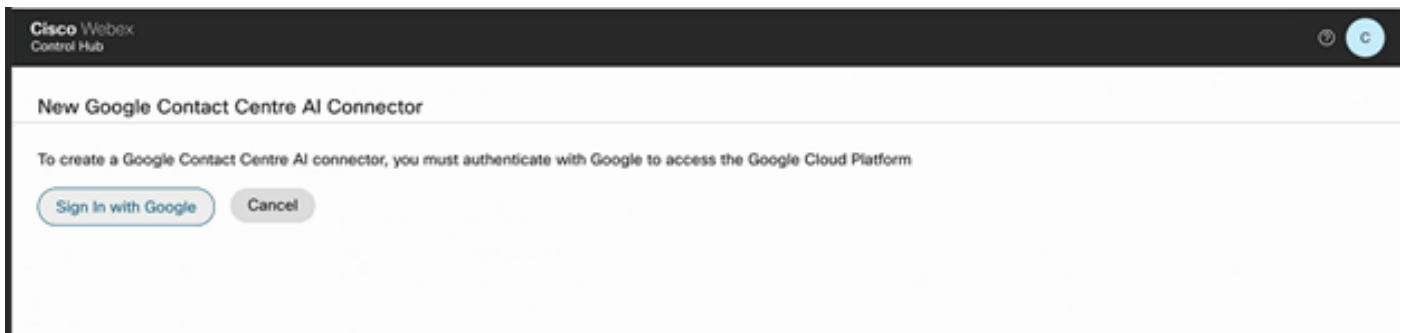 Cisco Webex
Control Hub
C
New Google Contact Centre AI Connector
To create a Google Contact Centre AI connector, you must authenticate with Google to access the Google Cloud Platform
Sign In with Google
Cancel